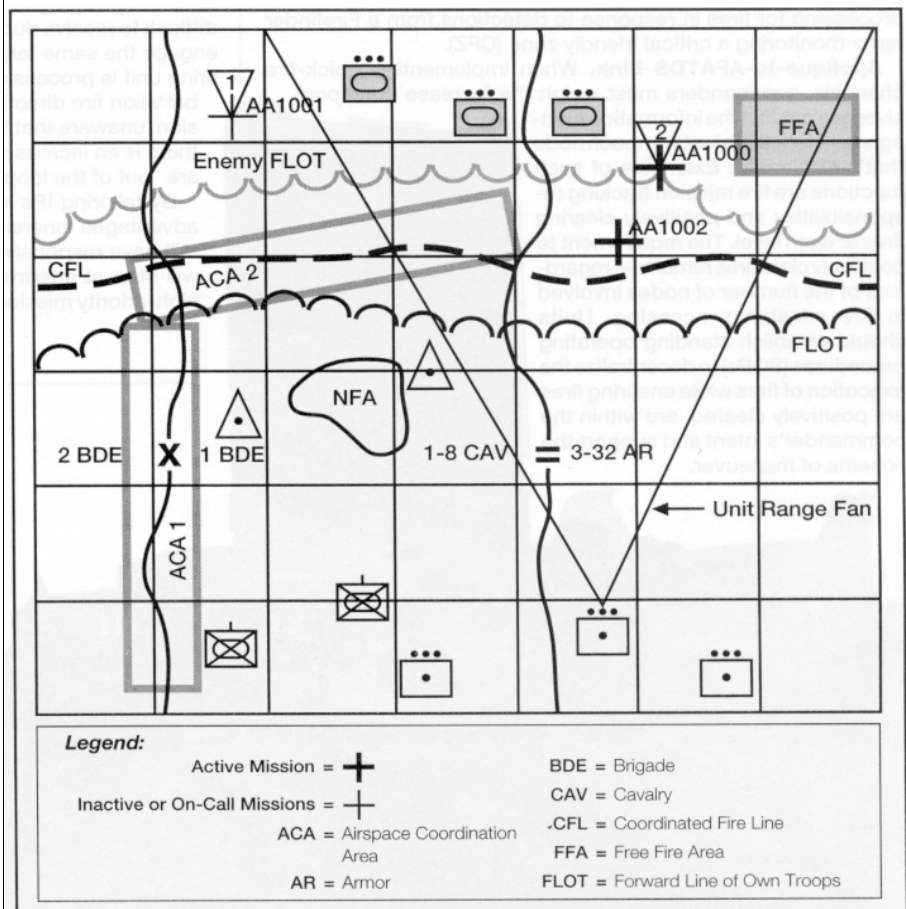 1
AA1001
Enemy FLOT
FFA
2
AA1000
AA1002
CFL
ACA 2
CFL
FLOT
NFA
2 BDE
X
1 BDE
1-8 CAV
3-32 AR
Unit Range Fan
ACA 1
Legend:
Active Mission =
Inactive or On-Call Missions =
ACA = Airspace Coordination
Area
AR = Armor
BDE = Brigade
CAV = Cavalry
CFL = Coordinated Fire Line
FFA = Free Fire Area
FLOT = Forward Line of Own Troops